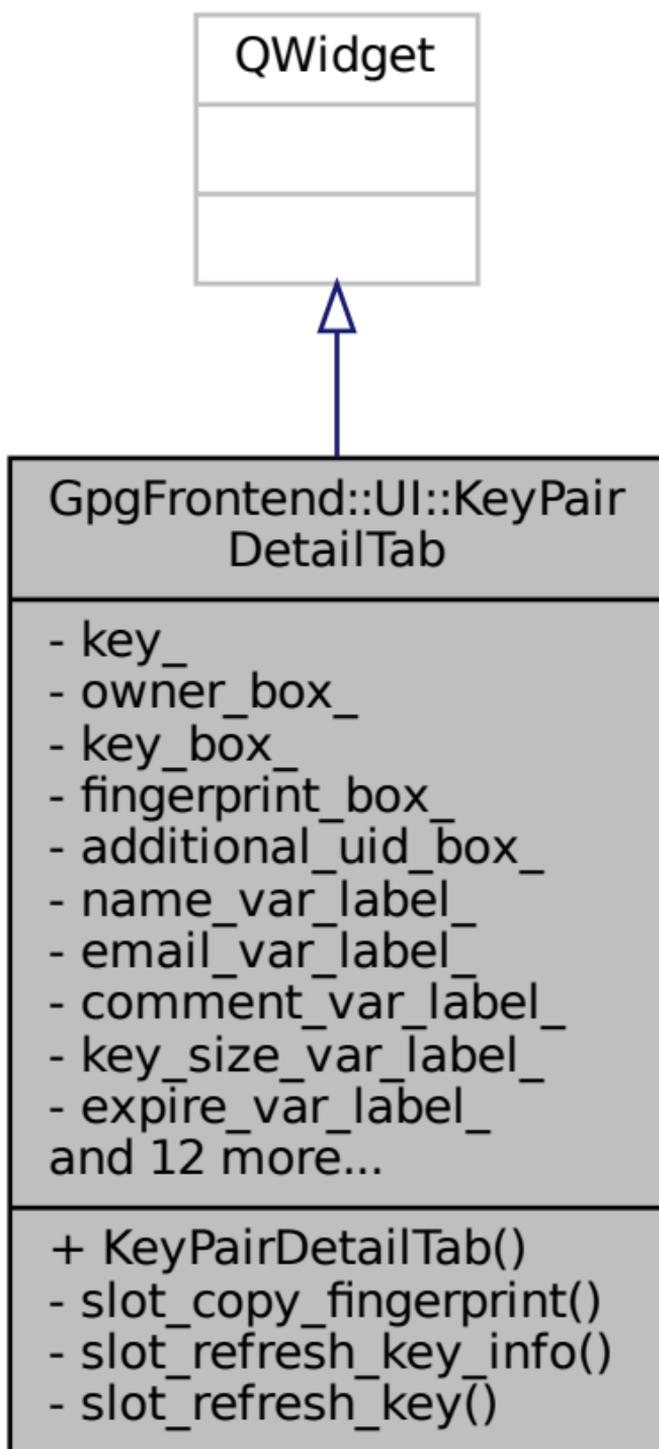 QWidget
GpgFrontend::UI::KeyPair
DetailTab
- key_
- owner_box_
- key_box_
- fingerprint_box_
- additional_uid_box_
- name_var_label_
- email_var_label_
- comment_var_label_
- key_size_var_label_
- expire_var_label_
and 12 more...
+ KeyPairDetailTab()
- slot_copy_fingerprint()
- slot_refresh_key_info()
- slot_refresh_key()